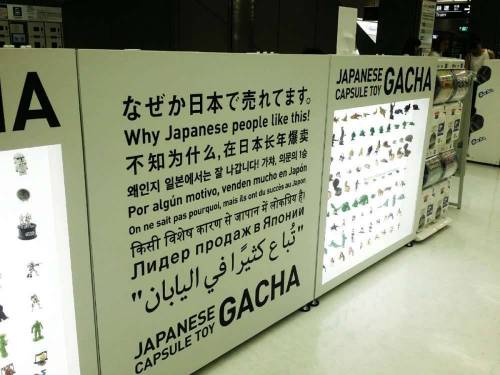 HA
なぜか日本で売れてます。
Why Japanese people like this!
不知为什么,在日本长年爆卖
왜인지 일본에서는 잘 나갑니다! 가챠, 의문의 1승
Por algún motivo, venden mucho en Japón
On ne sait pas pourquoi, mais ils ont du succès au Japon
किसी विशेष कारण से जापान में लोकप्रिय है।
Лидер продаж в Японии
"تُباع كثيرًا في اليابان"
JAPANESE
CAPSULE TOY GACHA
JAPANESE
CAPSULE TOY GACHA